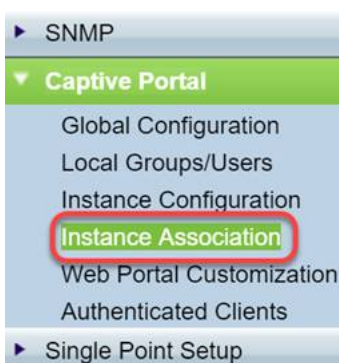 SNMP
Captive Portal
Global Configuration
Local Groups/Users
Instance Configuration
Instance Association
Web Portal Customization
Authenticated Clients
Single Point Setup